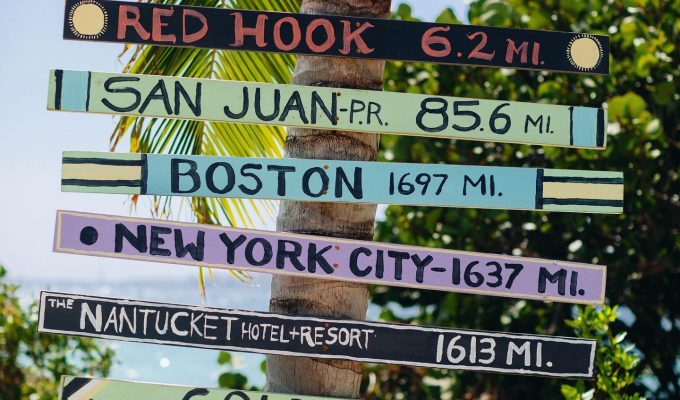 RED HOOK 6.2 MI.
SAN JUAN-P.R. 85.6 MI.
BOSTON 1697 MI.
NEW YORK CITY-1637 MI.
THE NANTUCKET HOTEL+RESORT 1613 MI.